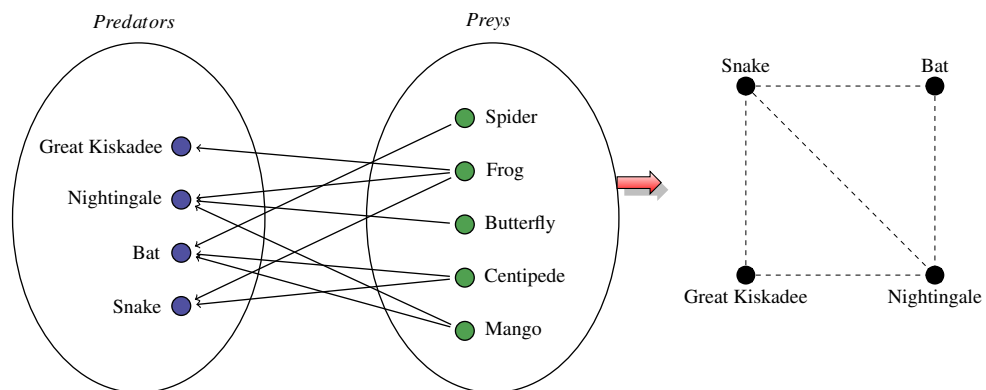 Predators
Preys
Great Kiskadee
Nightingale
Bat
Snake
Spider
Frog
Butterfly
Centipede
Mango
Snake
Bat
Great Kiskadee
Nightingale